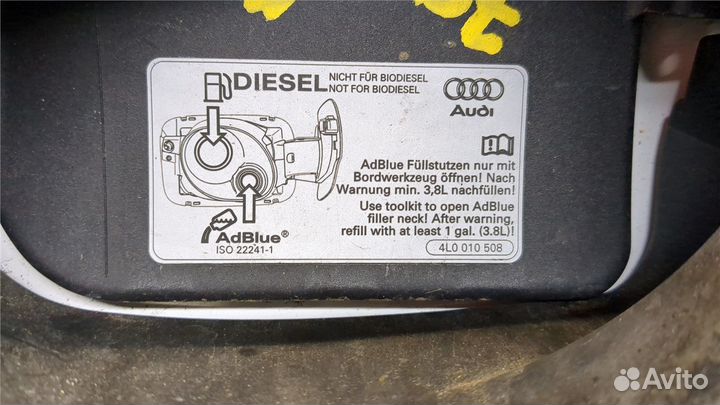 DIESEL NICHT FÜR BIODIESEL
NOT FOR BIODIESEL
Audi
AdBlue Füllstutzen nur mit
Bordwerkzeug öffnen! Nach
Warnung min. 3,8L nachfüllen!
Use toolkit to open AdBlue
filler neck! After warning,
refill with at least 1 gal. (3.8L)!
4L0 010 508
AdBlue®
ISO 22241-1
Avito